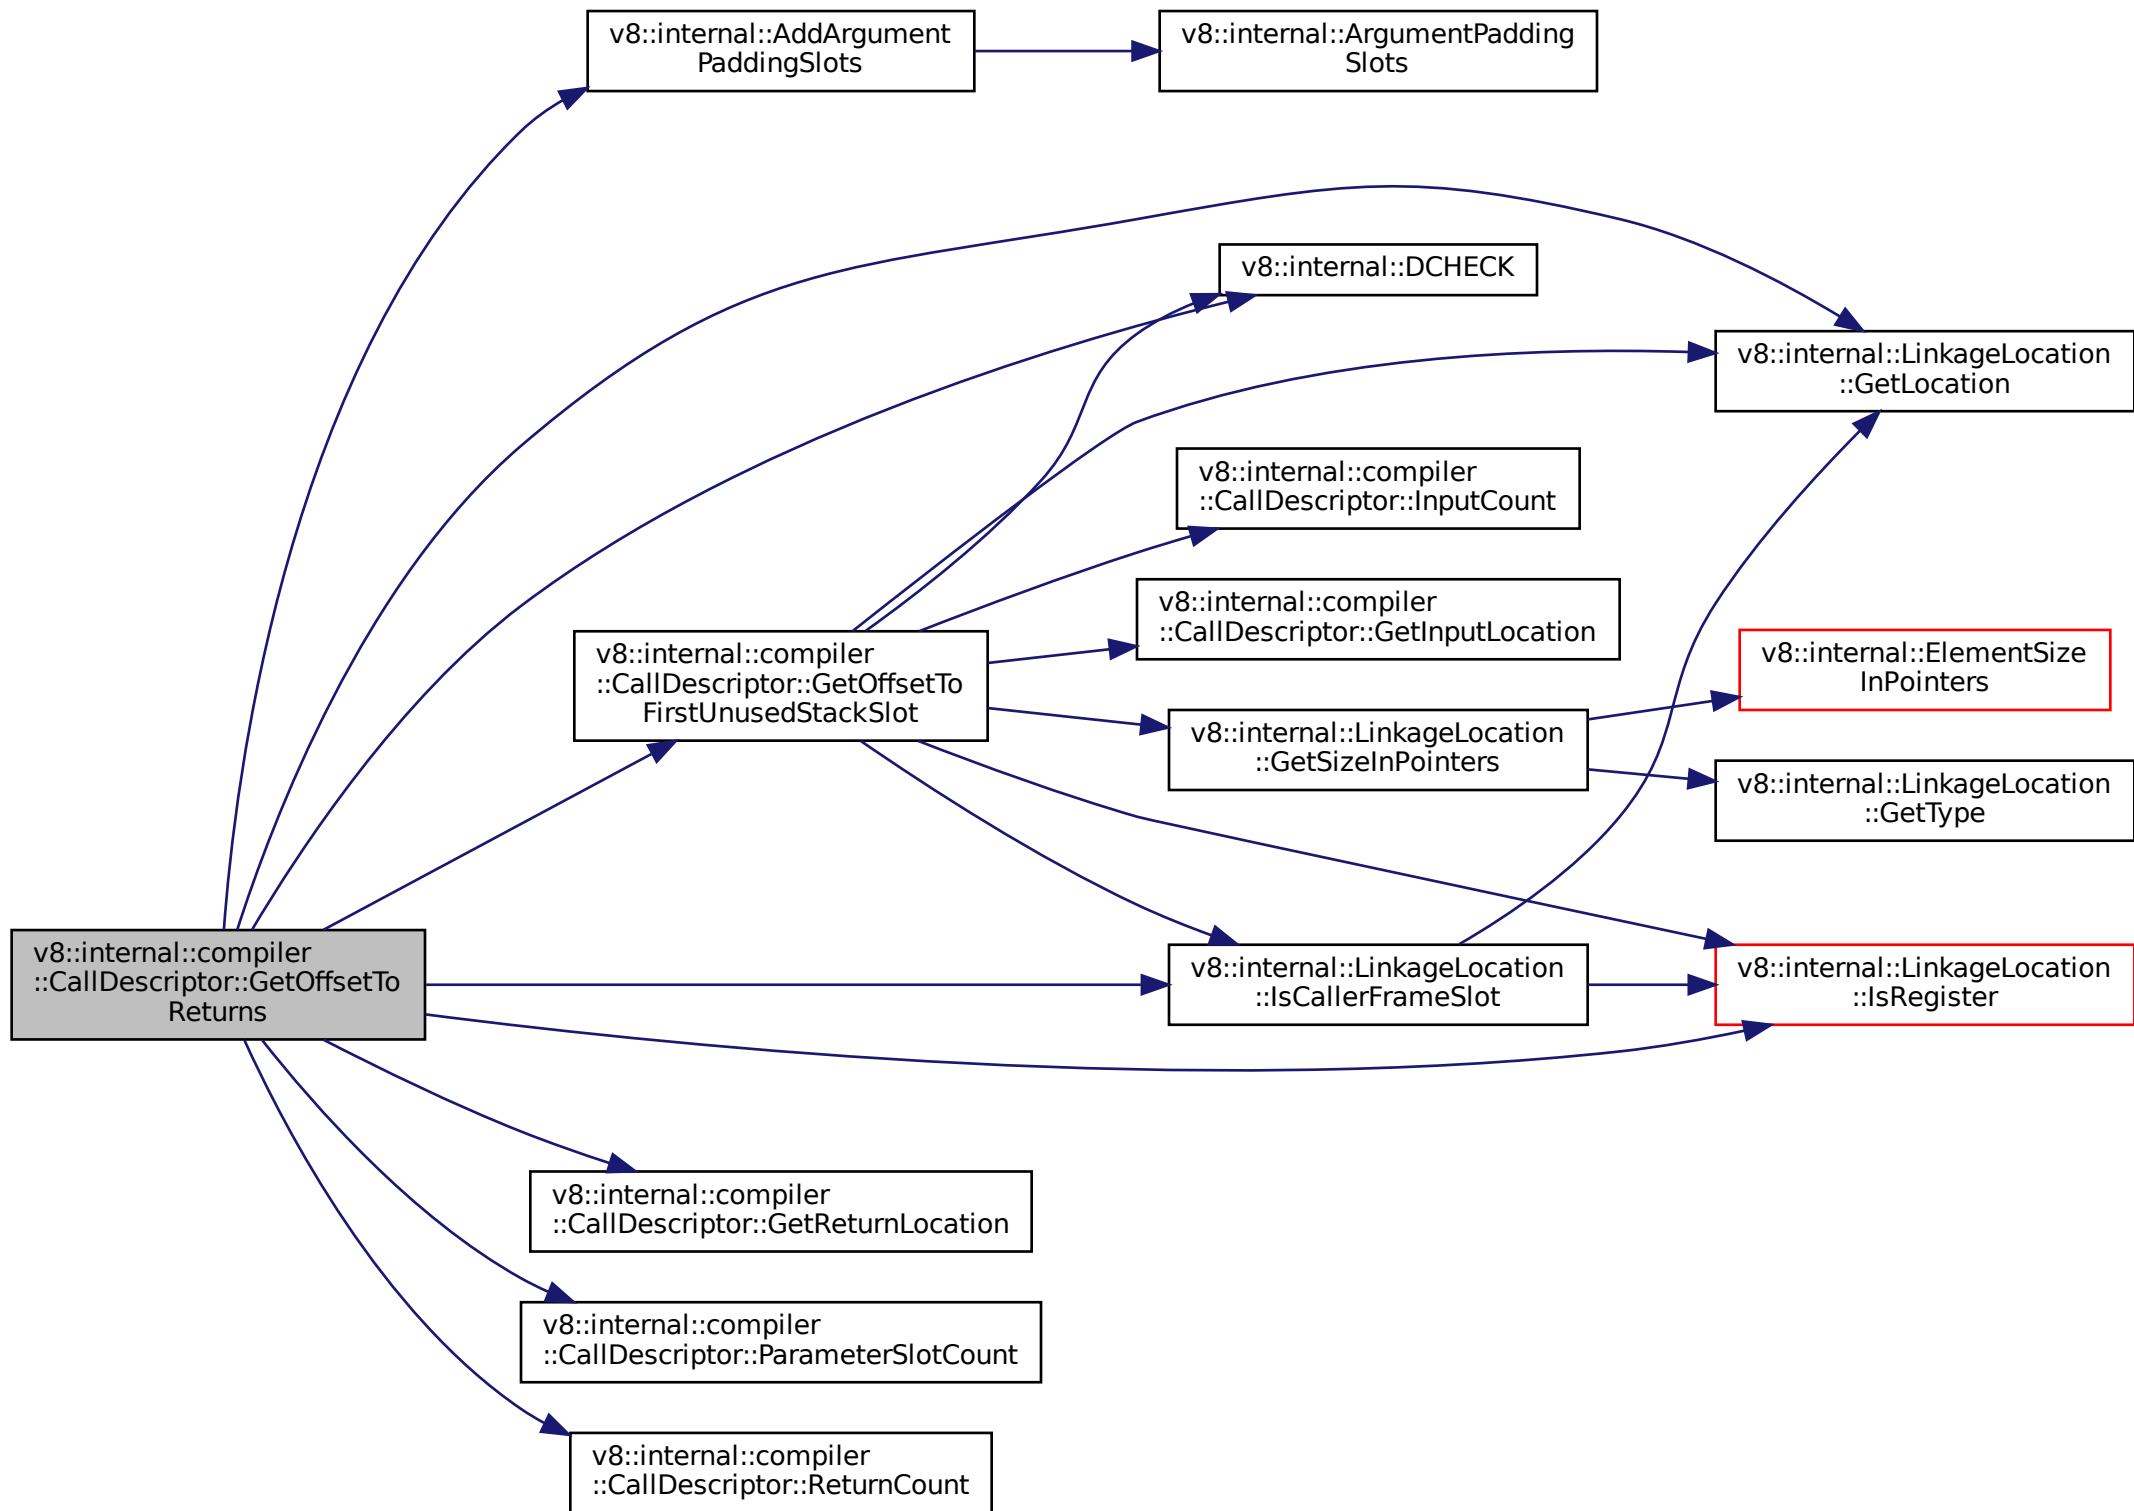 v8::internal::AddArgument
PaddingSlots
v8::internal::ArgumentPadding
Slots
v8::internal::DCHECK
v8::internal::LinkageLocation
::GetLocation
v8::internal::compiler
::CallDescriptor::InputCount
v8::internal::compiler
::CallDescriptor::GetInputLocation
v8::internal::compiler
::CallDescriptor::GetOffsetTo
FirstUnusedStackSlot
v8::internal::ElementSize
InPointers
v8::internal::LinkageLocation
::GetSizeInPointers
v8::internal::LinkageLocation
::GetType
v8::internal::compiler
::CallDescriptor::GetOffsetTo
Returns
v8::internal::LinkageLocation
::IsCallerFrameSlot
v8::internal::LinkageLocation
::IsRegister
v8::internal::compiler
::CallDescriptor::GetReturnLocation
v8::internal::compiler
::CallDescriptor::ParameterSlotCount
v8::internal::compiler
::CallDescriptor::ReturnCount